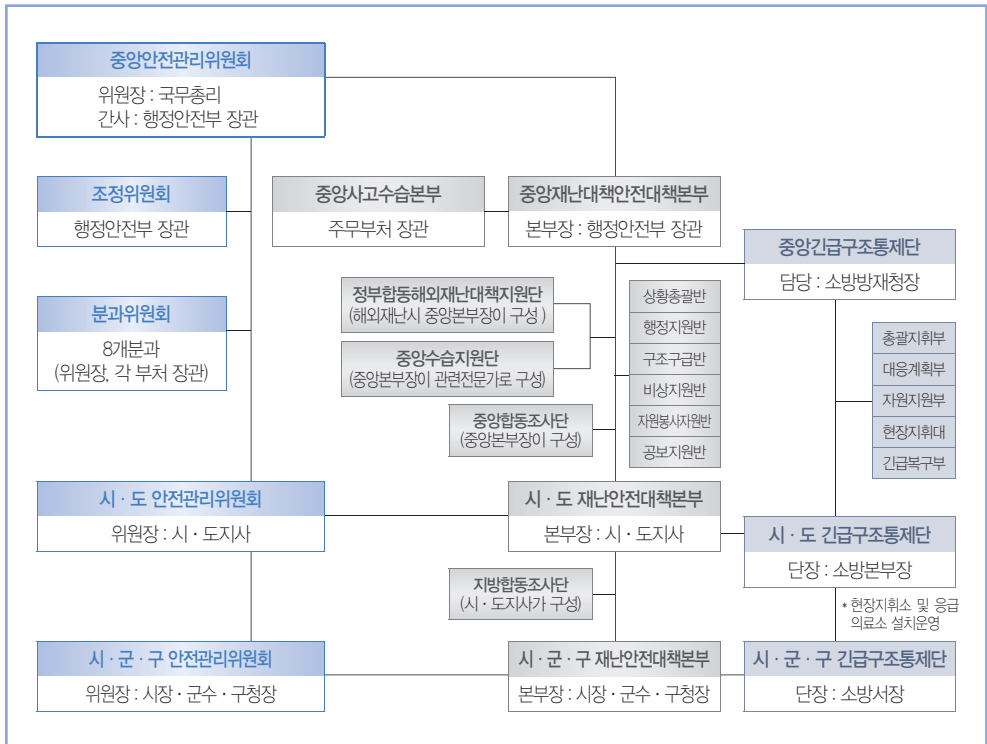 중앙안전관리위원회
위원장 : 국무총리
간사 : 행정안전부 장관
조정위원회
행정안전부 장관
중앙사고수습본부
주무부처 장관
중앙재난대책안전대책본부
본부장 : 행정안전부 장관
중앙긴급구조통제단
담당 : 소방방재청장
분과위원회
8개분과
(위원장, 각 부처 장관)
정부합동해외재난대책지원단
(해외재난시 중앙본부장이 구성 )
중앙수습지원단
(중앙본부장이 관련전문가로 구성)
중앙합동조사단
(중앙본부장이 구성)
상황총괄반
행정지원반
구조구급반
비상지원반
자원봉사자원반
공보지원반
총괄지휘부
대응계획부
자원지원부
현장지휘대
긴급복구부
시 · 도 안전관리위원회
위원장 : 시 · 도지사
시 · 도 재난안전대책본부
본부장 : 시 · 도지사
시 · 도 긴급구조통제단
단장 : 소방본부장
지방합동조사단
(시 · 도지사가 구성)
* 현장지휘소 및 응급
의료소 설치운영
시 · 군 · 구 안전관리위원회
위원장 : 시장 · 군수 · 구청장
시 · 군 · 구 재난안전대책본부
본부장 : 시장 · 군수 · 구청장
시 · 군 · 구 긴급구조통제단
단장 : 소방서장